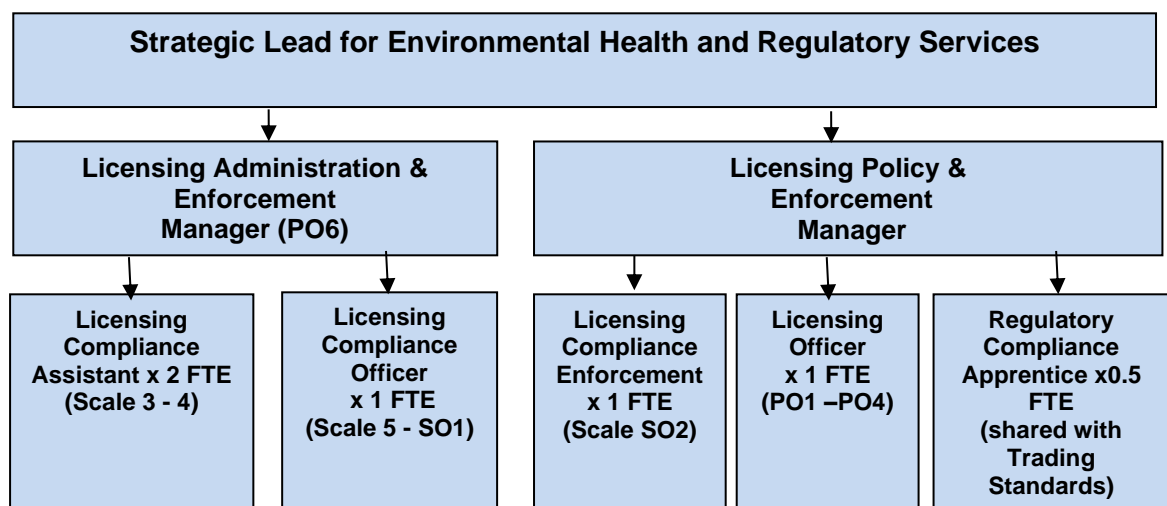 Strategic Lead for Environmental Health and Regulatory Services
Licensing Administration &
Enforcement
Manager (PO6)
Licensing Policy &
Enforcement
Manager
Licensing
Compliance
Assistant x 2 FTE
(Scale 3 - 4)
Licensing
Compliance
Officer
x 1 FTE
(Scale 5 - SO1)
Licensing
Compliance
Enforcement
x 1 FTE
(Scale SO2)
Licensing
Officer
x 1 FTE
(PO1 –PO4)
Regulatory
Compliance
Apprentice x0.5
FTE
(shared with
Trading
Standards)